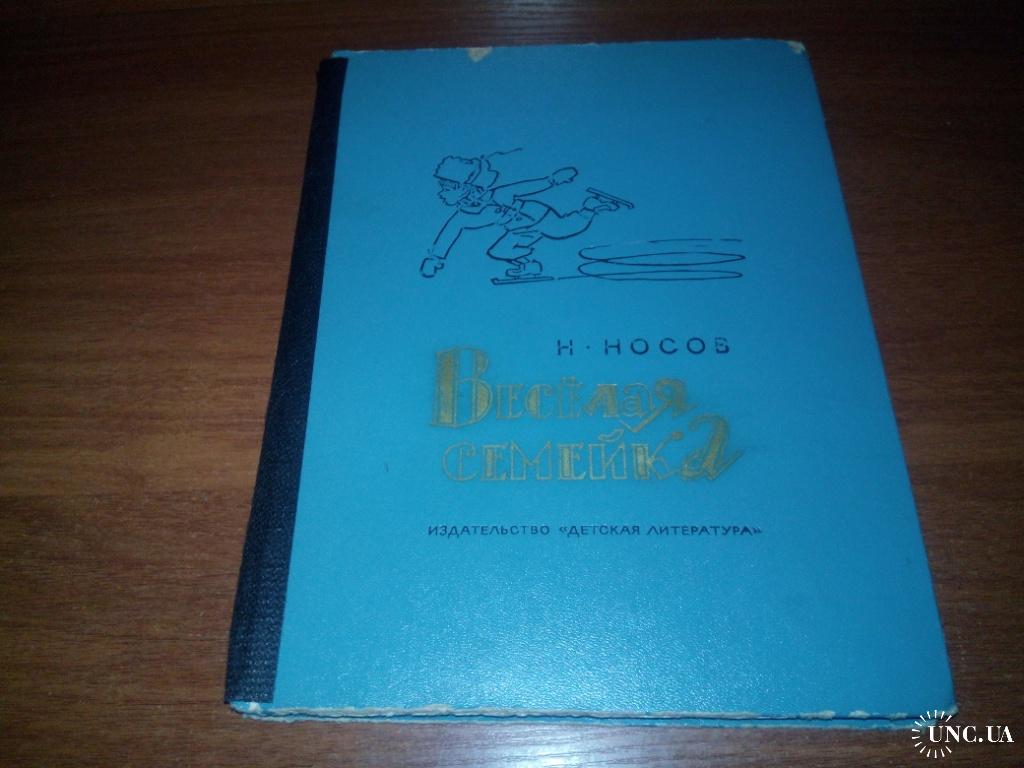 Н·НОСОВ
ВЕСЁЛАЯ
СЕМЕЙКА
ИЗДАТЕЛЬСТВО «ДЕТСКАЯ ЛИТЕРАТУРА»
UNC.UA